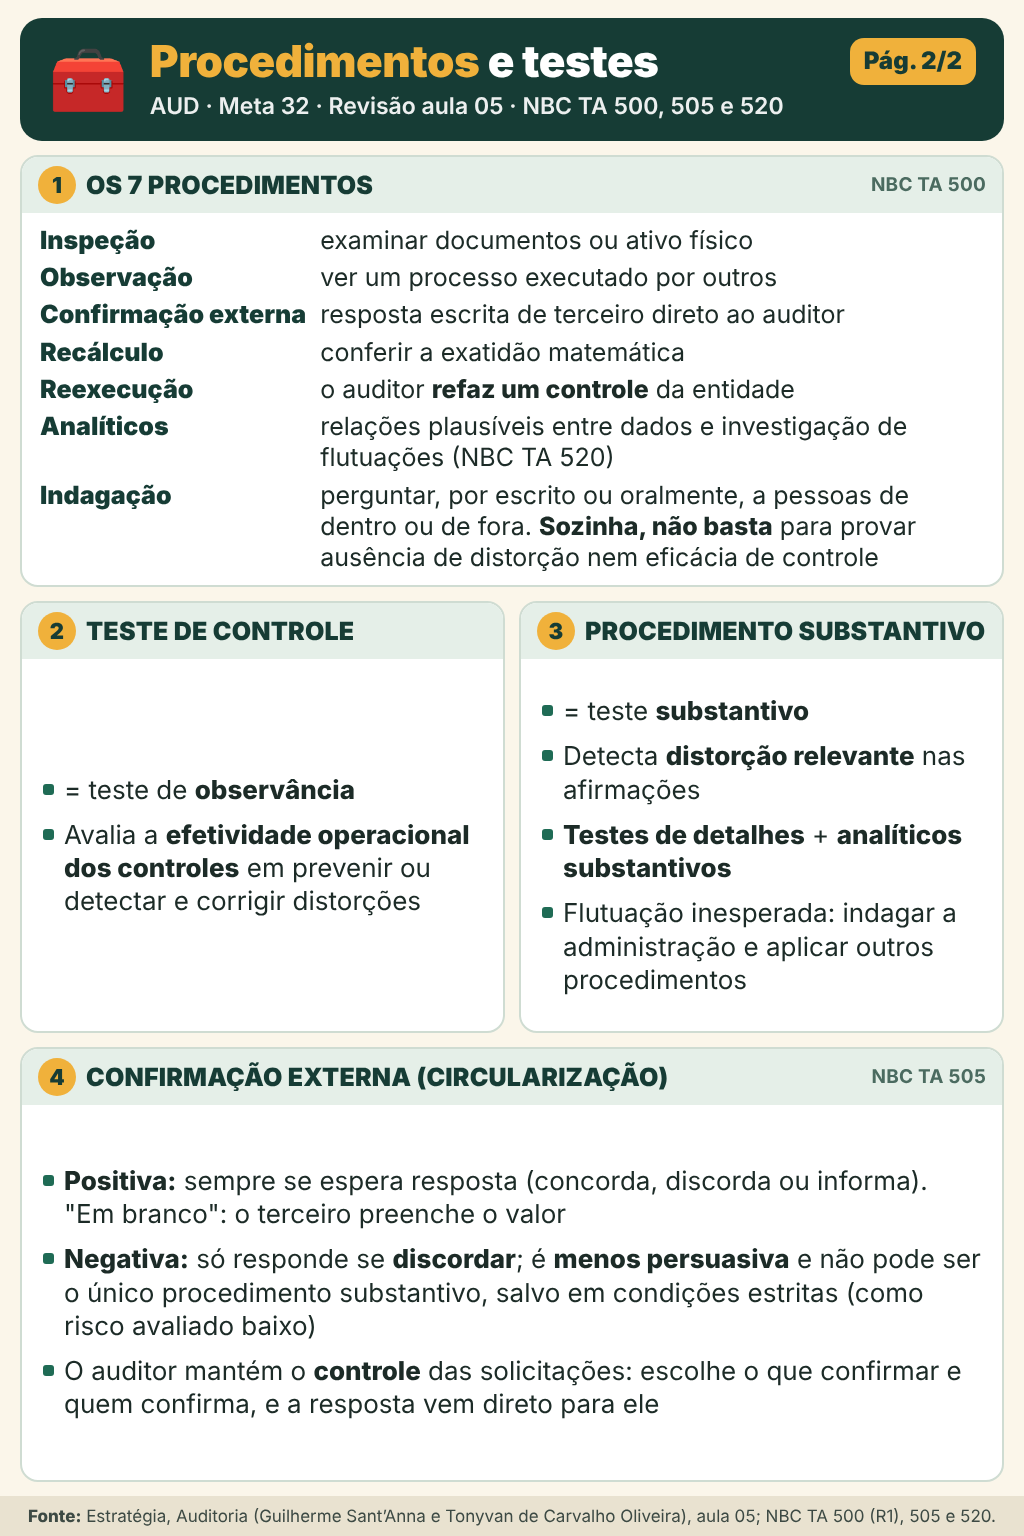 Procedimentos e testes
Pág. 2/2
AUD · Meta 32 · Revisão aula 05 · NBC TA 500, 505 e 520
1 OS 7 PROCEDIMENTOS NBC TA 500
Inspeção examinar documentos ou ativo físico
Observação ver um processo executado por outros
Confirmação externa resposta escrita de terceiro direto ao auditor
Recálculo conferir a exatidão matemática
Reexecução o auditor refaz um controle da entidade
Analíticos relações plausíveis entre dados e investigação de
flutuações (NBC TA 520)
Indagação perguntar, por escrito ou oralmente, a pessoas de
dentro ou de fora. Sozinha, não basta para provar
ausência de distorção nem eficácia de controle
2 TESTE DE CONTROLE
= teste de observância
Avalia a efetividade operacional
dos controles em prevenir ou
detectar e corrigir distorções
3 PROCEDIMENTO SUBSTANTIVO
= teste substantivo
Detecta distorção relevante nas
afirmações
Testes de detalhes + analíticos
substantivos
Flutuação inesperada: indagar a
administração e aplicar outros
procedimentos
4 CONFIRMAÇÃO EXTERNA (CIRCULARIZAÇÃO) NBC TA 505
Positiva: sempre se espera resposta (concorda, discorda ou informa).
"Em branco": o terceiro preenche o valor
Negativa: só responde se discordar; é menos persuasiva e não pode ser
o único procedimento substantivo, salvo em condições estritas (como
risco avaliado baixo)
O auditor mantém o controle das solicitações: escolhe o que confirmar e
quem confirma, e a resposta vem direto para ele
Fonte: Estratégia, Auditoria (Guilherme Sant'Anna e Tonyvan de Carvalho Oliveira), aula 05; NBC TA 500 (R1), 505 e 520.